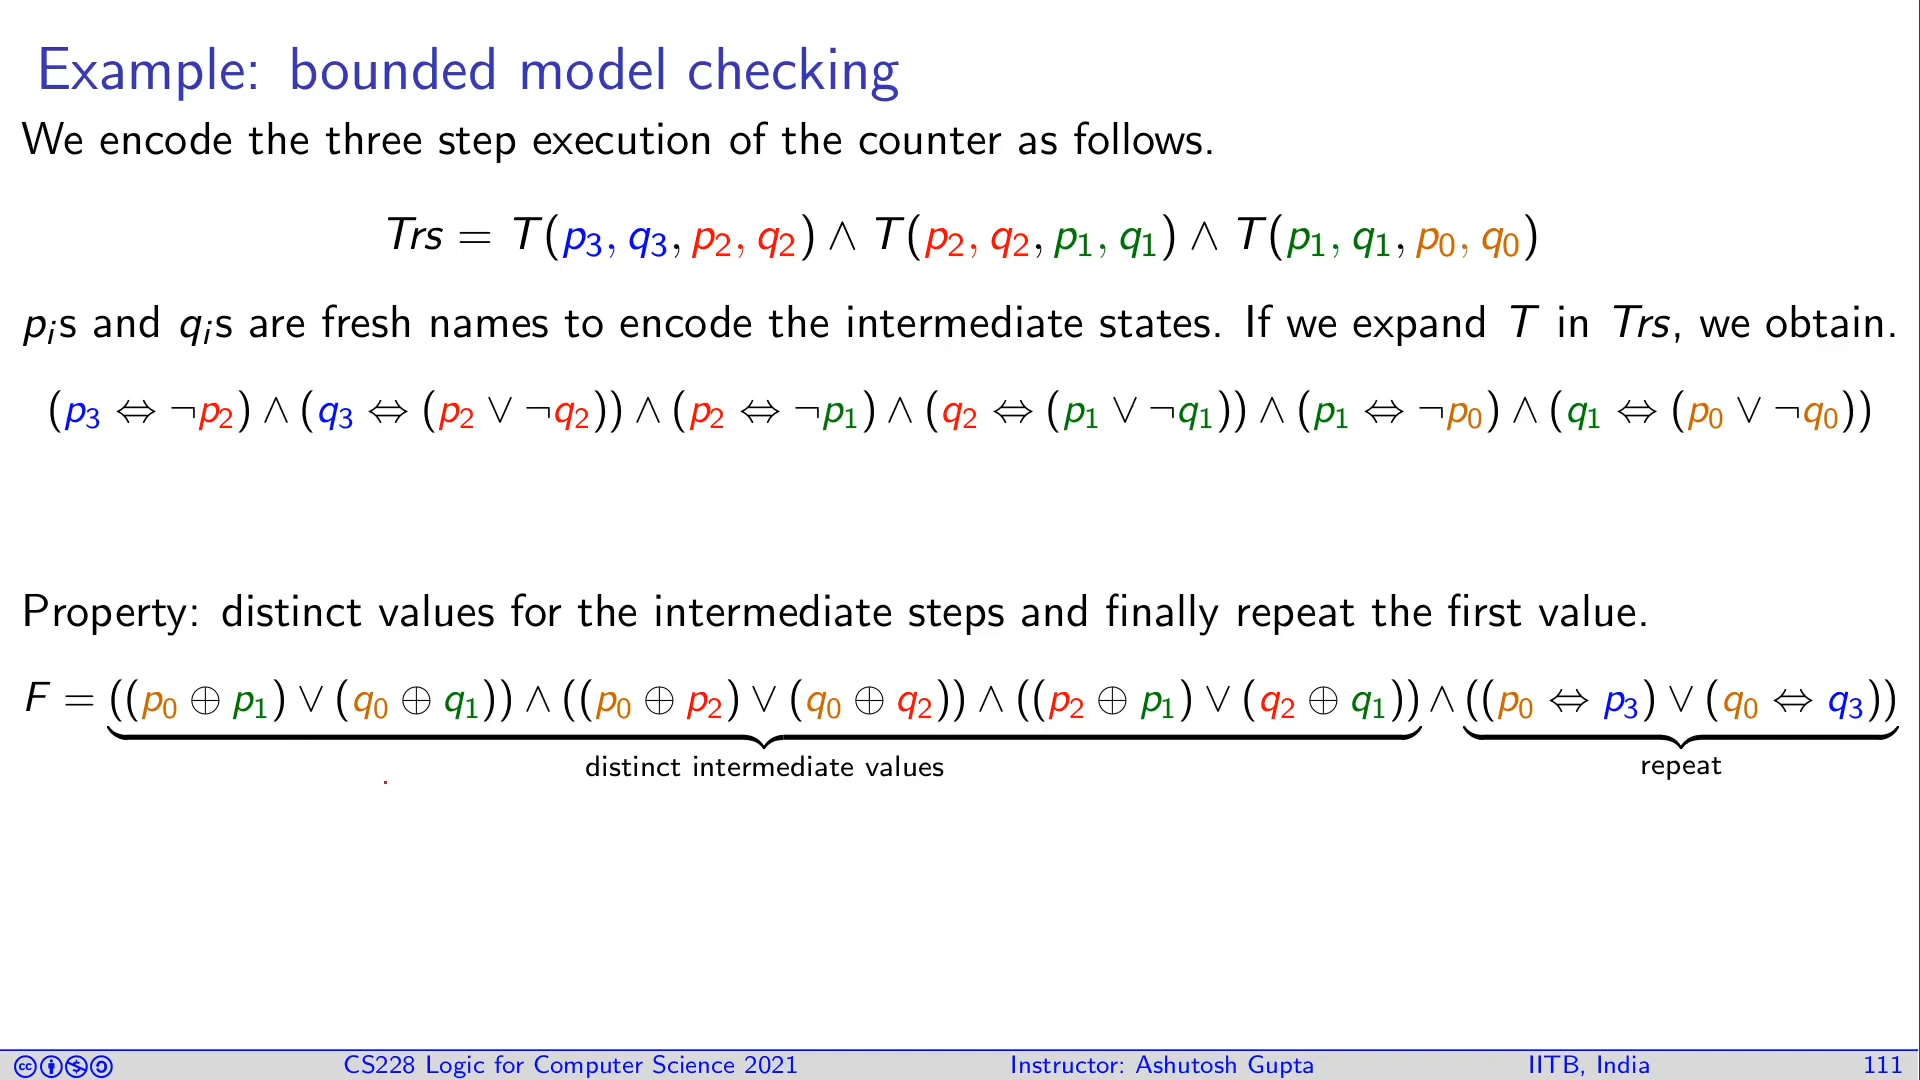 Example: bounded model checking
We encode the three step execution of the counter as follows.
Trs = T(p₃, q₃, p₂, q₂) ∧ T(p₂, q₂, p₁, q₁) ∧ T(p₁, q₁, p₀, q₀)
pᵢs and qᵢs are fresh names to encode the intermediate states. If we expand T in Trs, we obtain.
(p₃ ⇔ ¬p₂) ∧ (q₃ ⇔ (p₂ ∨ ¬q₂)) ∧ (p₂ ⇔ ¬p₁) ∧ (q₂ ⇔ (p₁ ∨ ¬q₁)) ∧ (p₁ ⇔ ¬p₀) ∧ (q₁ ⇔ (p₀ ∨ ¬q₀))
Property: distinct values for the intermediate steps and finally repeat the first value.
F = ((p₀ ⊕ p₁) ∨ (q₀ ⊕ q₁)) ∧ ((p₀ ⊕ p₂) ∨ (q₀ ⊕ q₂)) ∧ ((p₂ ⊕ p₁) ∨ (q₂ ⊕ q₁)) ∧ ((p₀ ⇔ p₃) ∨ (q₀ ⇔ q₃))
distinct intermediate values repeat
CS228 Logic for Computer Science 2021 Instructor: Ashutosh Gupta IITB, India 111